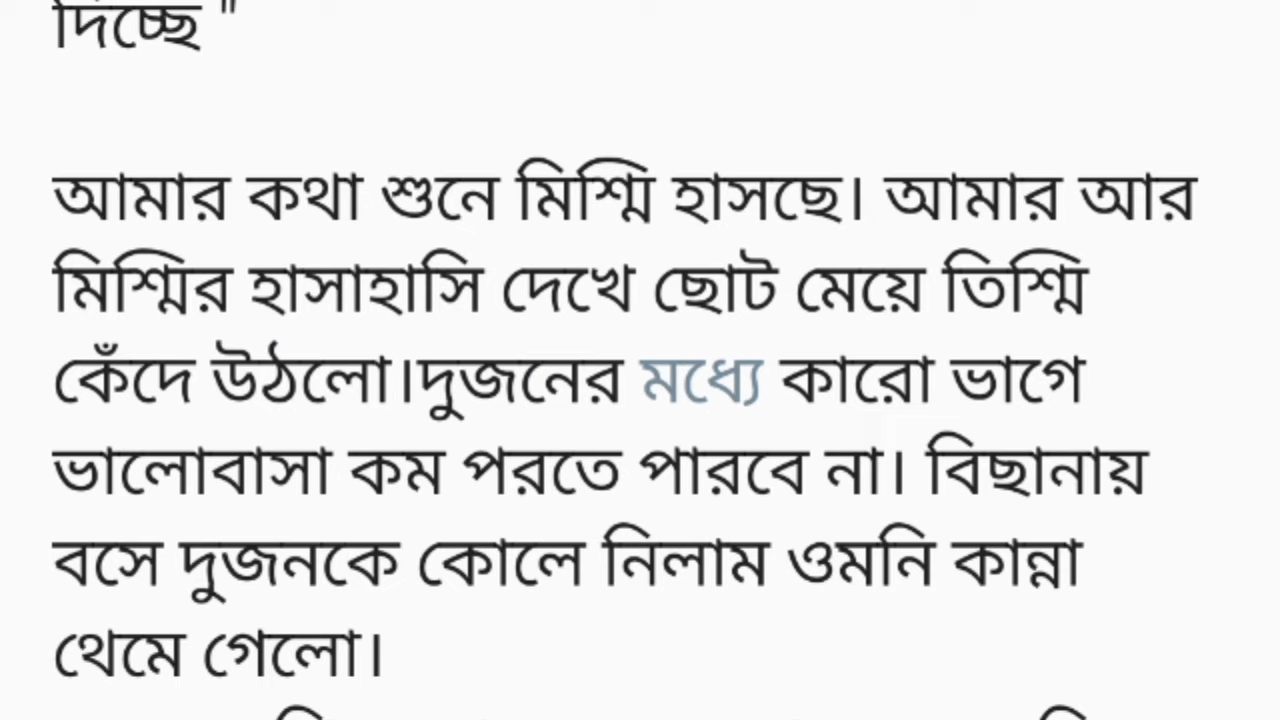 দিচ্ছে "
আমার কথা শুনে মিশ্মি হাসছে। আমার আর
মিশ্মির হাসাহাসি দেখে ছোট মেয়ে তিশ্মি
কেঁদে উঠলো।দুজনের মধ্যে কারো ভাগে
ভালোবাসা কম পরতে পারবে না। বিছানায়
বসে দুজনকে কোলে নিলাম ওমনি কান্না
থেমে গেলো।